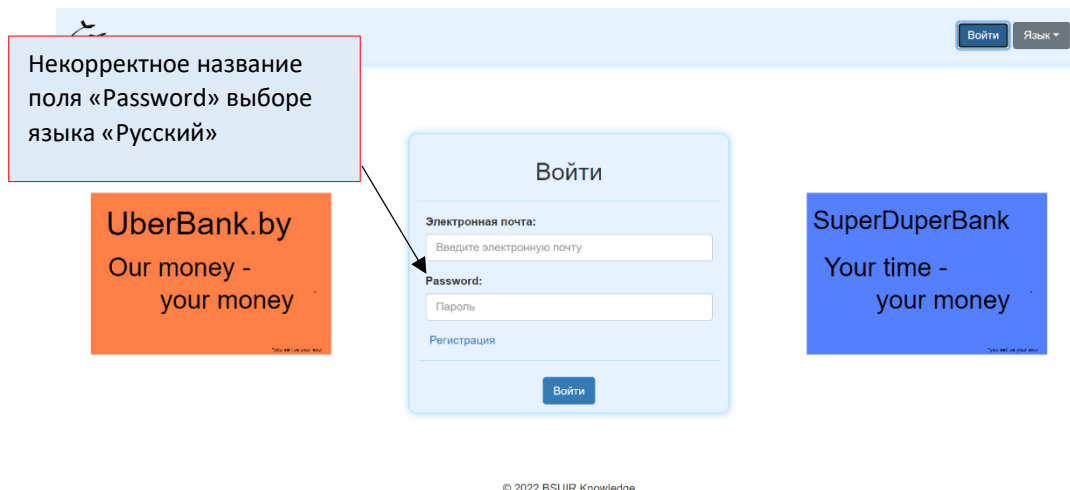 Войти
Язык
Некорректное название
поля «Password» выборе
языка «Русский»
Войти
Электронная почта:
Введите электронную почту
Password:
Пароль
Регистрация
Войти
UberBank.by
Our money -
your money
SuperDuperBank
Your time -
your money
© 2022 BSUIR Knowledge